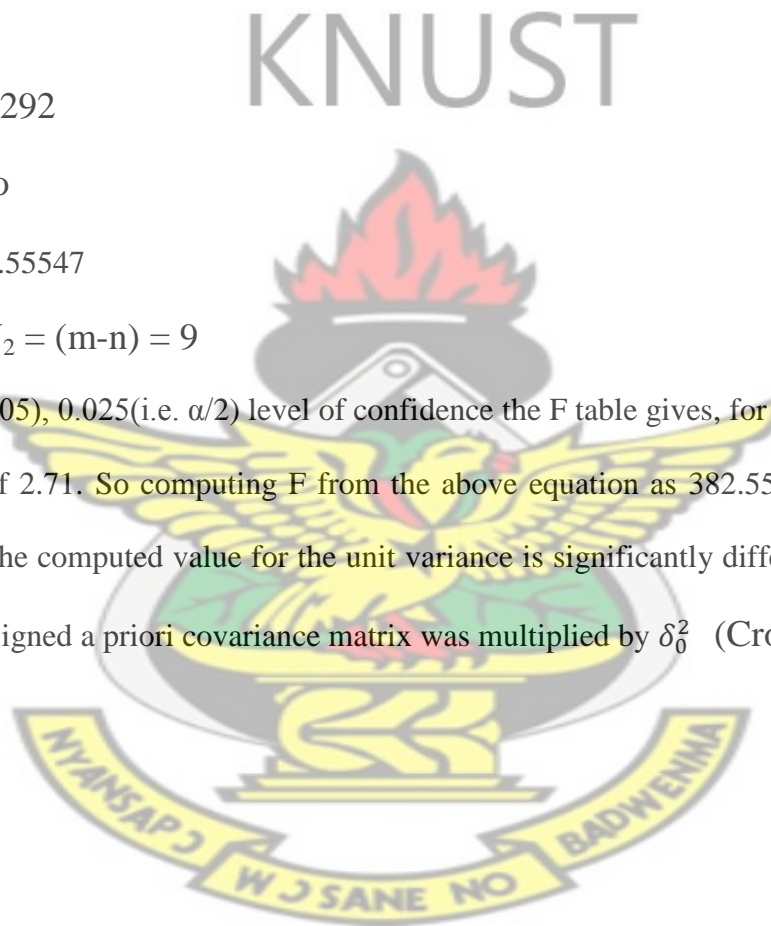 KNUST
292
o
.55547
₂ = (m-n) = 9
05), 0.025(i.e. α/2) level of confidence the F table gives, for
f 2.71. So computing F from the above equation as 382.55
he computed value for the unit variance is significantly diffe
igned a priori covariance matrix was multiplied by δ₀² (Cro
NYANSAPƆ WƆSANE NO BADWENMA